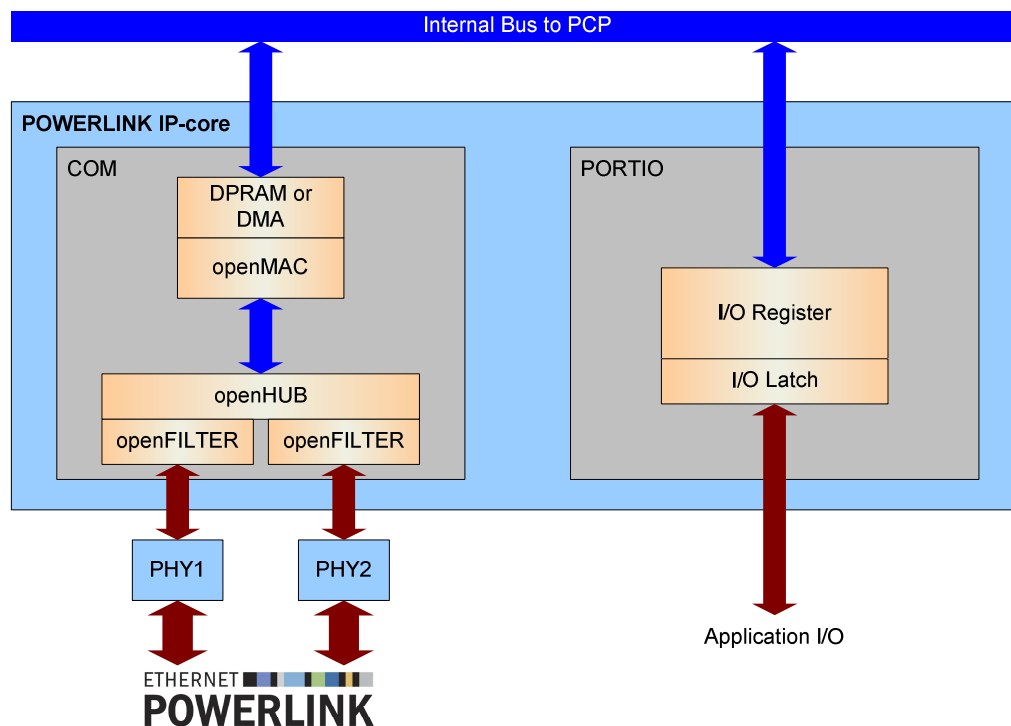 Internal Bus to PCP
POWERLINK IP-core
COM
DPRAM or
DMA
openMAC
openHUB
openFILTER
openFILTER
PHY1
PHY2
PORTIO
I/O Register
I/O Latch
Application I/O
ETHERNET
POWERLINK